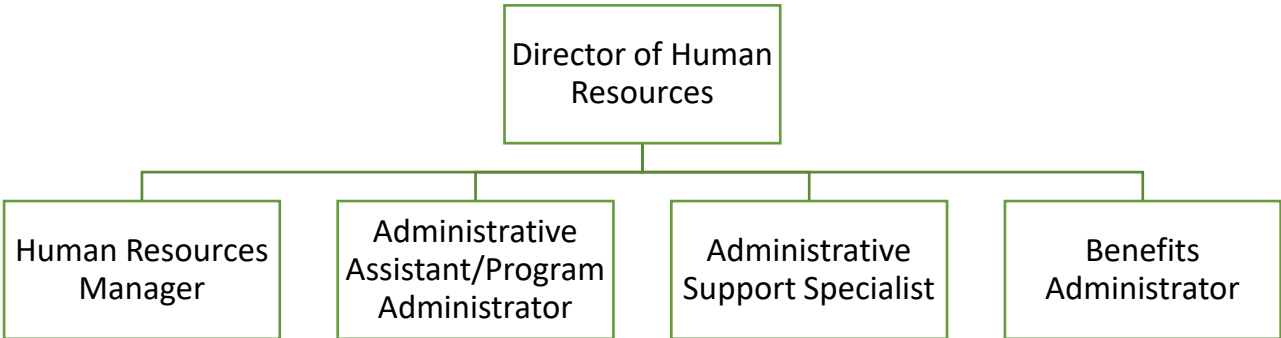 Director of Human
Resources
Human Resources
Manager
Administrative
Assistant/Program
Administrator
Administrative
Support Specialist
Benefits
Administrator